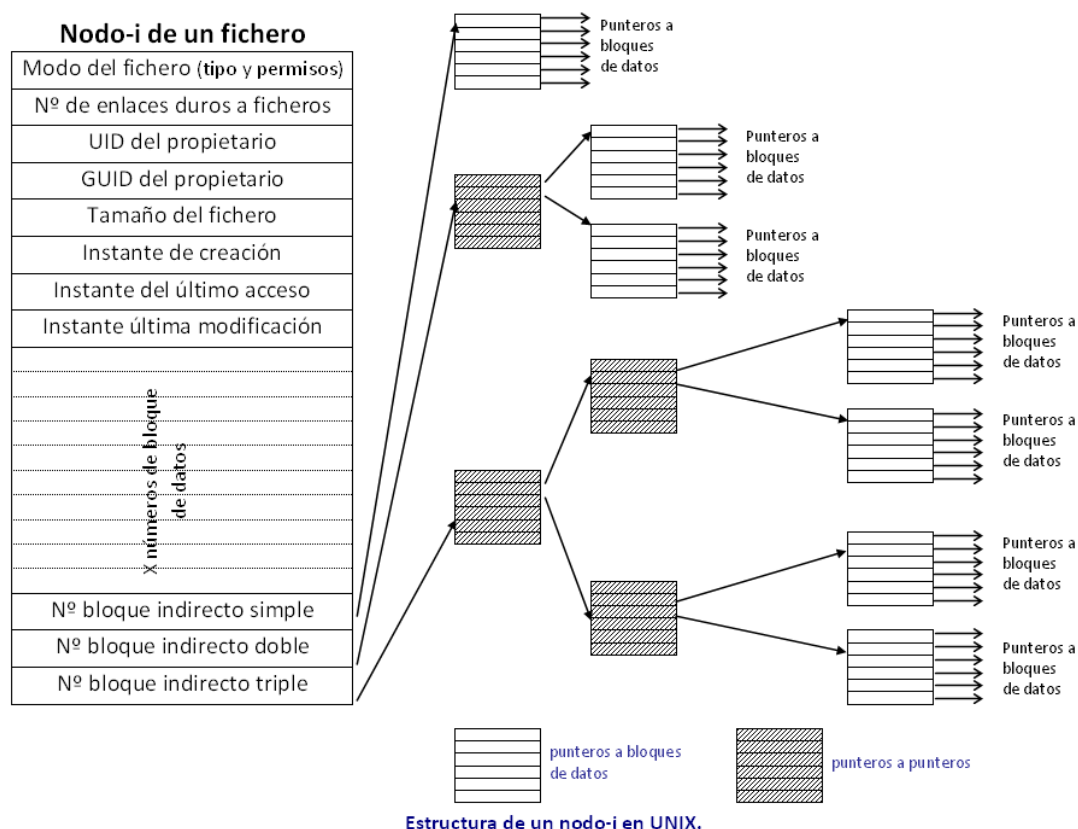 Nodo-i de un fichero
Modo del fichero (tipo y permisos)
Nº de enlaces duros a ficheros
UID del propietario
GUID del propietario
Tamaño del fichero
Instante de creación
Instante del último acceso
Instante última modificación
X números de bloque
de datos
Nº bloque indirecto simple
Nº bloque indirecto doble
Nº bloque indirecto triple
Punteros a
bloques
de datos
Punteros a
bloques
de datos
Punteros a
bloques
de datos
Punteros a
bloques
de datos
Punteros a
bloques
de datos
Punteros a
bloques
de datos
Punteros a
bloques
de datos
punteros a bloques
de datos
punteros a punteros
Estructura de un nodo-i en UNIX.